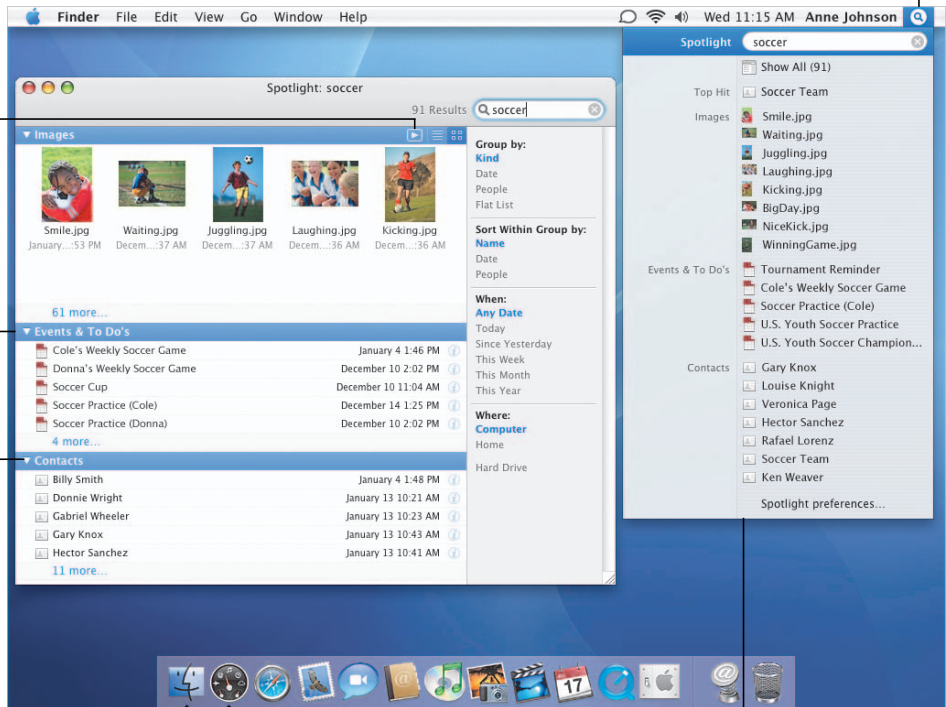 Finder File Edit View Go Window Help
Wed 11:15 AM Anne Johnson
Spotlight soccer
Show All (91)
Top Hit Soccer Team
Images Smile.jpg
Waiting.jpg
Juggling.jpg
Laughing.jpg
Kicking.jpg
BigDay.jpg
NiceKick.jpg
WinningGame.jpg
Events & To Do's Tournament Reminder
Cole's Weekly Soccer Game
Soccer Practice (Cole)
U.S. Youth Soccer Practice
U.S. Youth Soccer Champion...
Contacts Gary Knox
Louise Knight
Veronica Page
Hector Sanchez
Rafael Lorenz
Soccer Team
Ken Weaver
Spotlight preferences...
Spotlight: soccer
91 Results soccer
Images
Smile.jpg Waiting.jpg Juggling.jpg Laughing.jpg Kicking.jpg
January...:53 PM Decem...:37 AM Decem...:37 AM Decem...:36 AM Decem...:36 AM
61 more...
Events & To Do's
Cole's Weekly Soccer Game January 4 1:46 PM
Donna's Weekly Soccer Game December 10 2:02 PM
Soccer Cup December 10 11:04 AM
Soccer Practice (Cole) December 14 1:25 PM
Soccer Practice (Donna) December 10 2:02 PM
4 more...
Contacts
Billy Smith January 4 1:48 PM
Donnie Wright January 13 10:21 AM
Gabriel Wheeler January 13 10:23 AM
Gary Knox January 13 10:43 AM
Hector Sanchez January 13 10:41 AM
11 more...
Group by:
Kind
Date
People
Flat List
Sort Within Group by:
Name
Date
People
When:
Any Date
Today
Since Yesterday
This Week
This Month
This Year
Where:
Computer
Home
Hard Drive
17